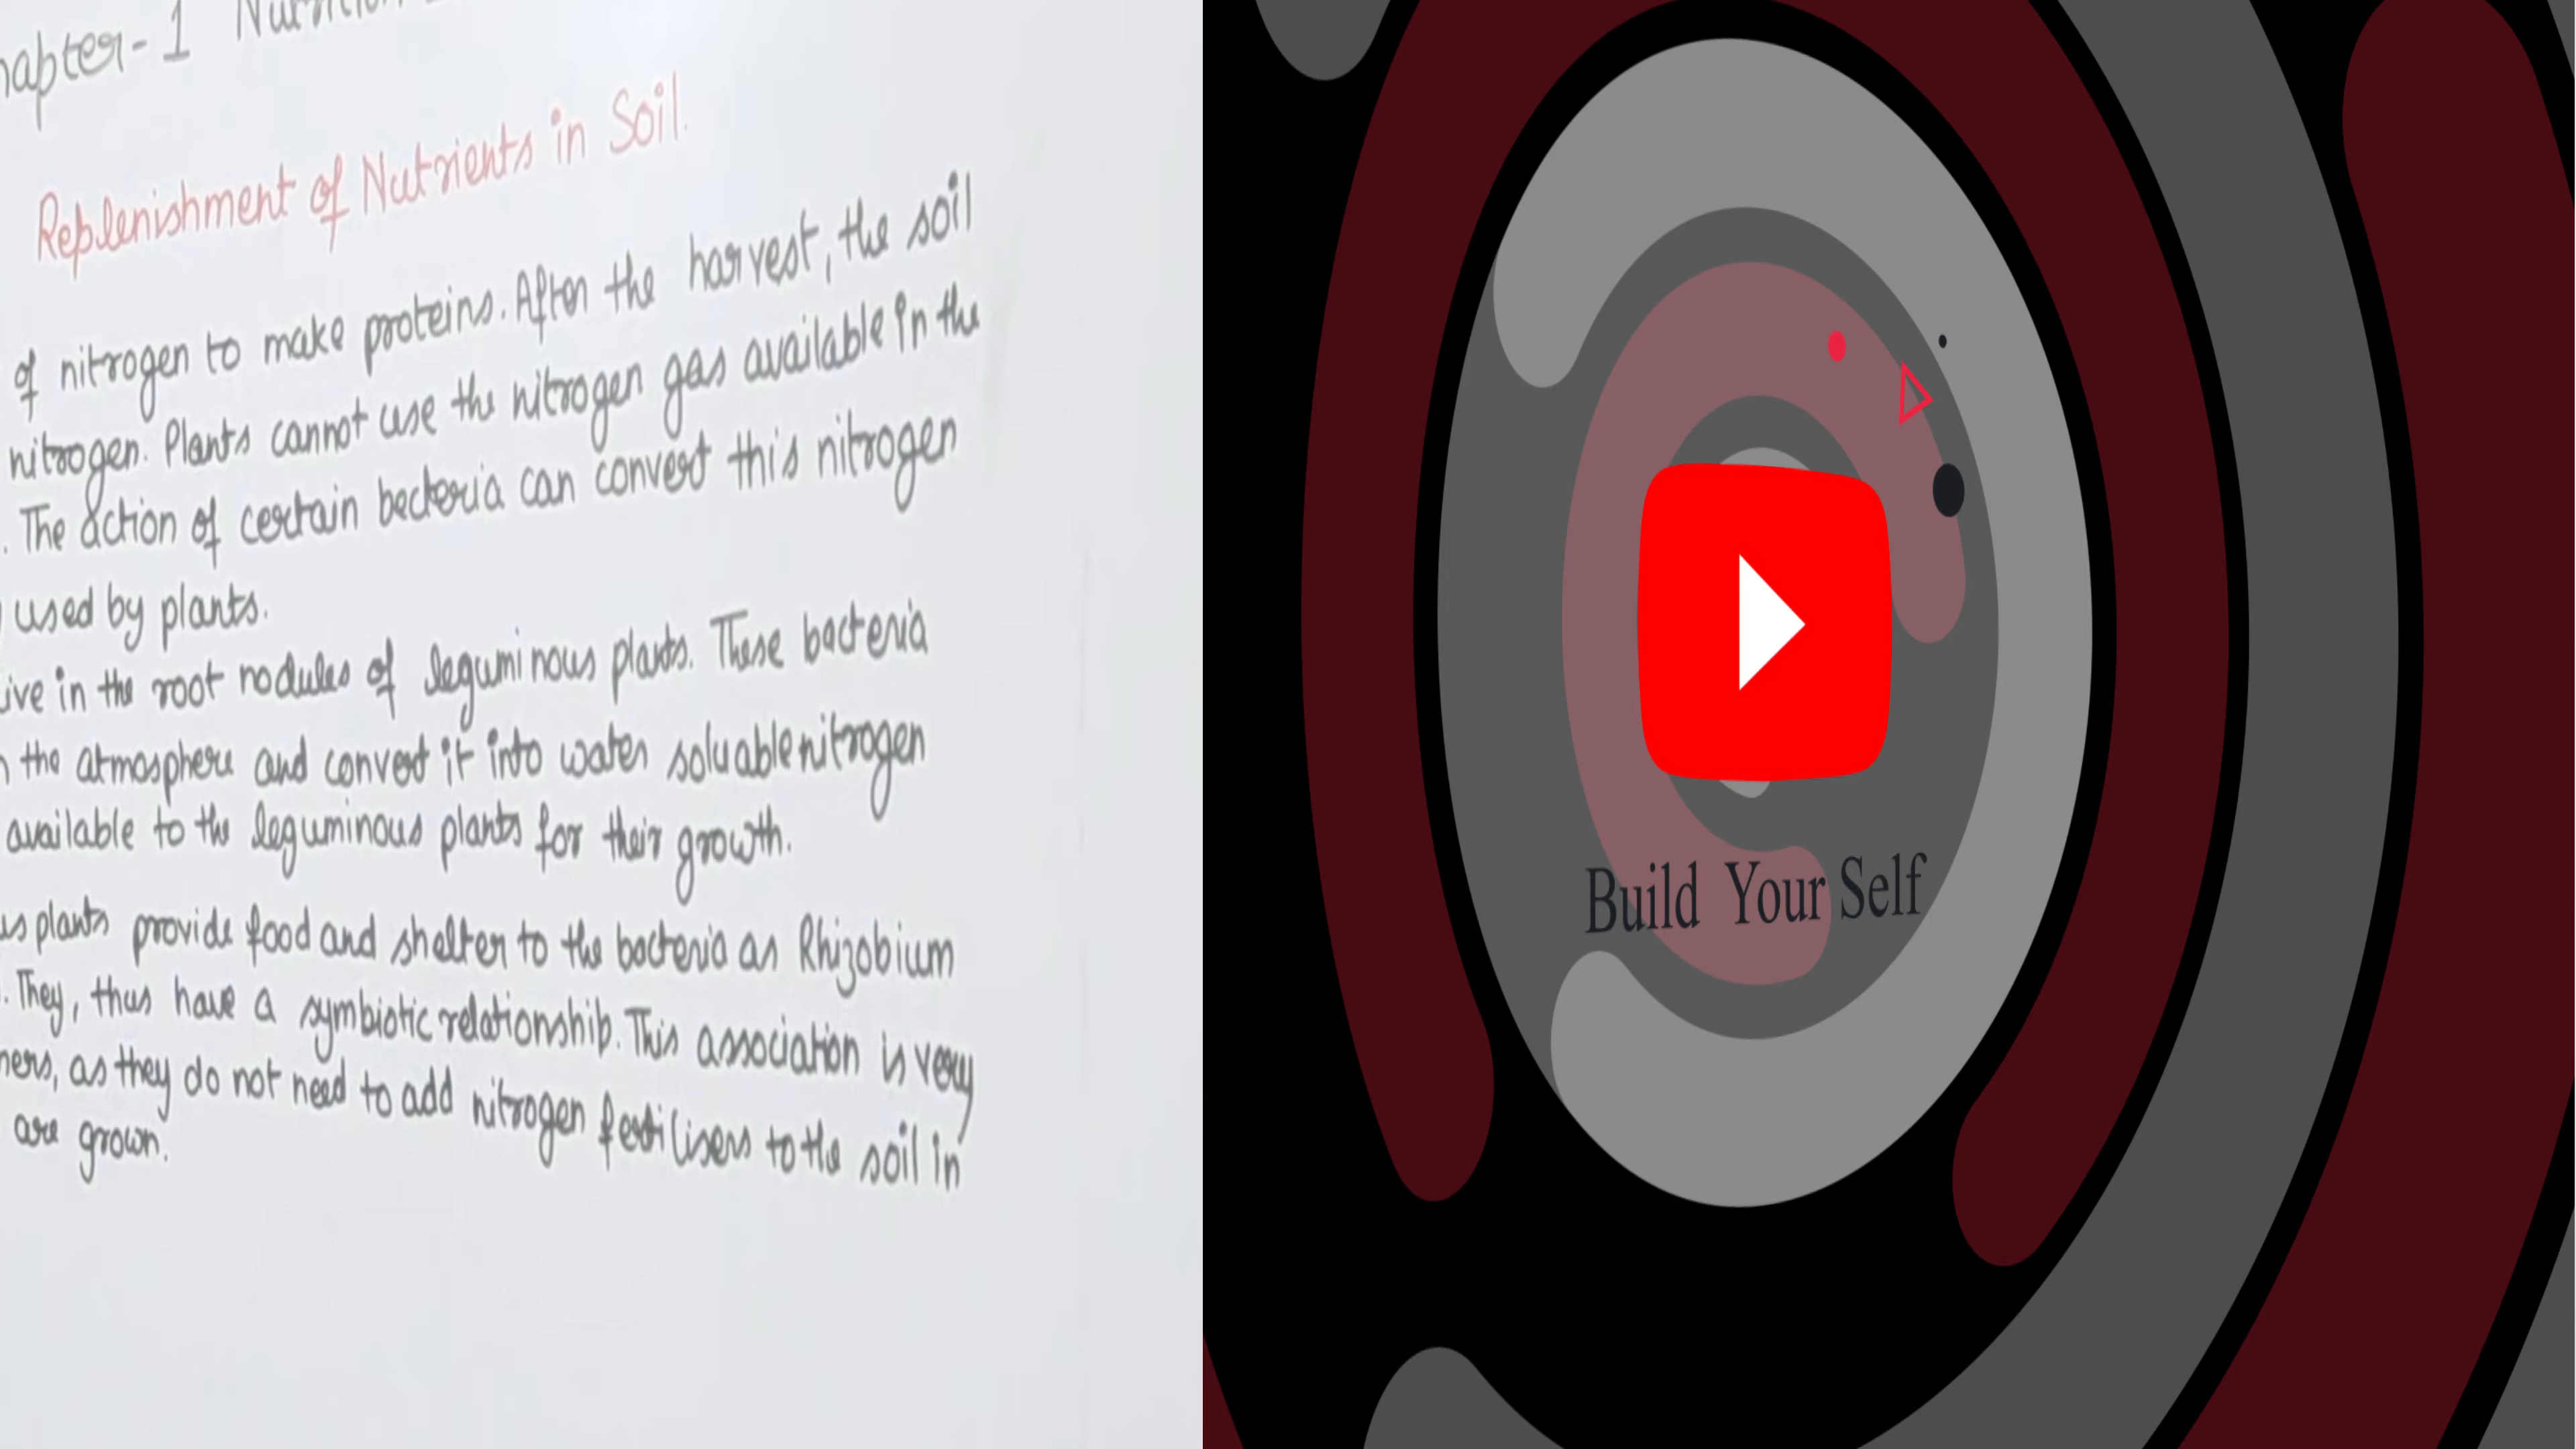 hapter-1 Nutrition
Replenishment of Nutrients in Soil.
of nitrogen to make proteins. After the harvest, the soil
nitrogen. Plants cannot use the nitrogen gas available in the
. The action of certain becteria can convert this nitrogen
used by plants.
ive in the root nodules of leguminous plants. These bacteria
the atmosphere and convert it into water soluable nitrogen
available to the leguminous plants for their growth.
us plants provide food and shelter to the bacteria as Rhizobium
. They, thus have a symbiotic relationship. This association is very
ners, as they do not need to add nitrogen fertilisers to the soil in
are grown.
Build Your Self